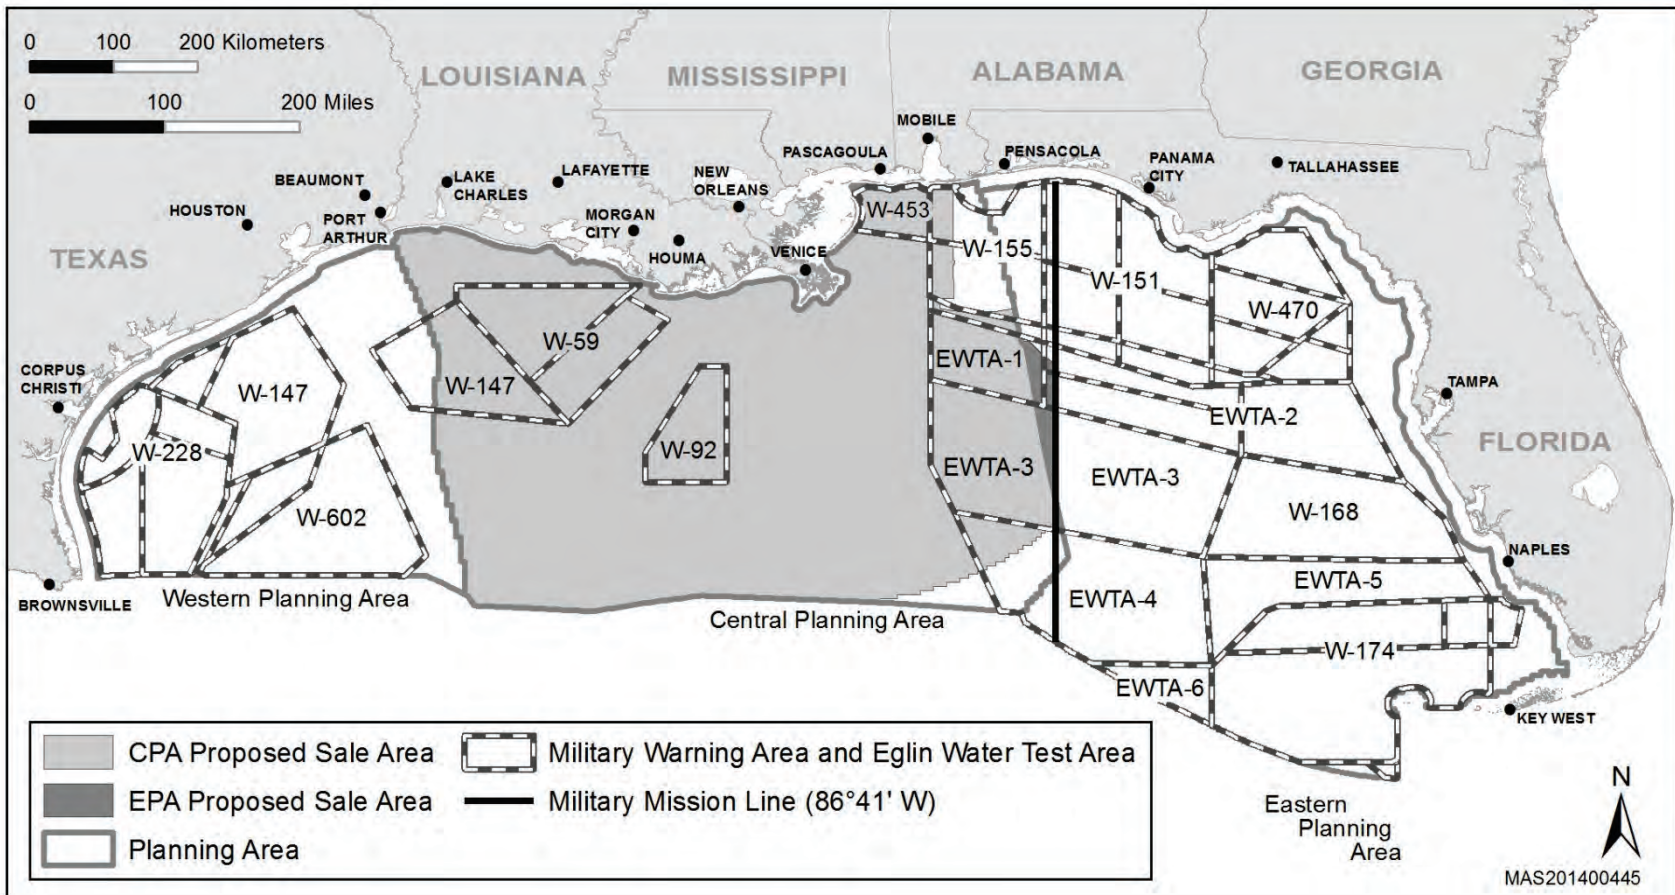 0 100 200 Kilometers
0 100 200 Miles
LOUISIANA
MISSISSIPPI
ALABAMA
GEORGIA
TEXAS
FLORIDA
MOBILE
PASCAGOULA
PENSACOLA
PANAMA
CITY
TALLAHASSEE
BEAUMONT
LAKE
CHARLES
LAFAYETTE
NEW
ORLEANS
HOUSTON
PORT
ARTHUR
MORGAN
CITY
HOUMA
VENICE
CORPUS
CHRISTI
TAMPA
NAPLES
BROWNSVILLE
KEY WEST
W-453
W-155
W-151
W-470
W-59
W-147
W-147
EWTA-1
EWTA-2
W-228
W-92
EWTA-3
EWTA-3
W-602
W-168
EWTA-5
EWTA-4
W-174
EWTA-6
Western Planning Area
Central Planning Area
Eastern
Planning
Area
CPA Proposed Sale Area
EPA Proposed Sale Area
Planning Area
Military Warning Area and Eglin Water Test Area
Military Mission Line (86°41' W)
N
MAS201400445